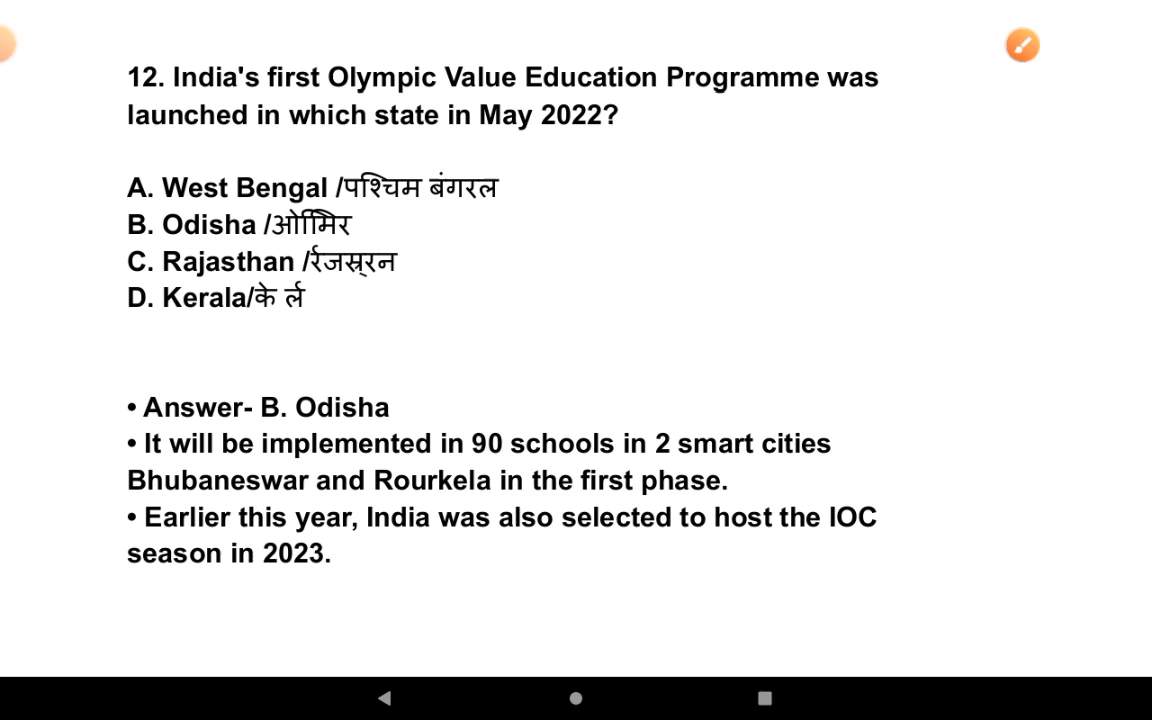 12. India's first Olympic Value Education Programme was
launched in which state in May 2022?
A. West Bengal /पश्चिम बंगरल
B. Odisha /ओमिर
C. Rajasthan /र्रजस्र्रन
D. Kerala/के र्ल
• Answer- B. Odisha
• It will be implemented in 90 schools in 2 smart cities
Bhubaneswar and Rourkela in the first phase.
• Earlier this year, India was also selected to host the IOC
season in 2023.